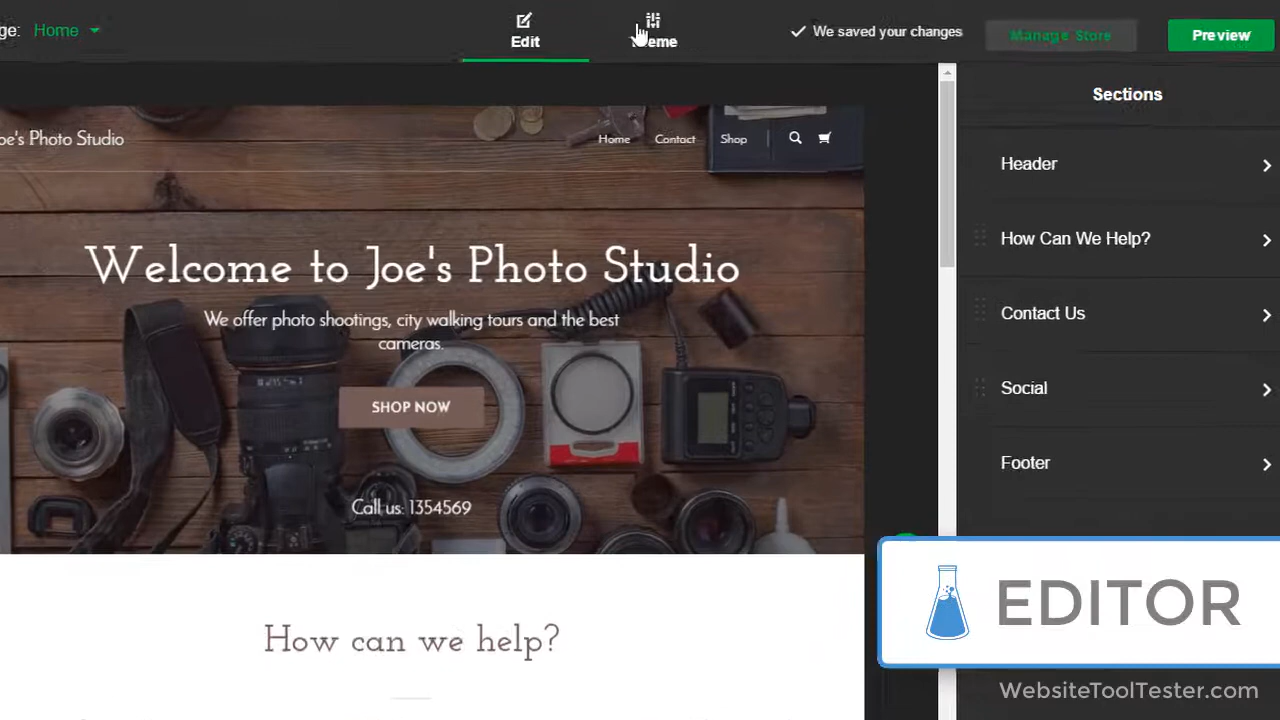 ge: Home
Edit
Theme
We saved your changes
Manage Store
Preview
oe's Photo Studio
Home
Contact
Shop
Welcome to Joe's Photo Studio
We offer photo shootings, city walking tours and the best
cameras.
SHOP NOW
Call us: 1354569
How can we help?
Sections
Header
How Can We Help?
Contact Us
Social
Footer
EDITOR
WebsiteToolTester.com